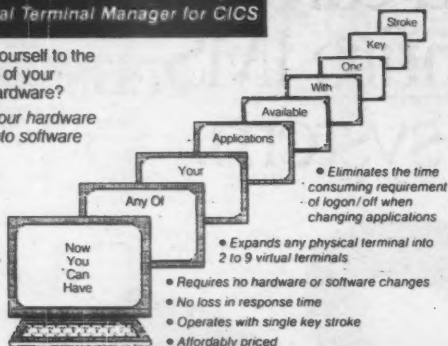 al Terminal Manager for CICS
ourself to the
of your
ardware?
our hardware
nto software
Now
You
Can
Have
Any Of
Your
Applications
Available
With
One
Key
Stroke
• Eliminates the time
consuming requirement
of logon/off when
changing applications
• Expands any physical terminal into
2 to 9 virtual terminals
• Requires no hardware or software changes
• No loss in response time
• Operates with single key stroke
• Affordably priced